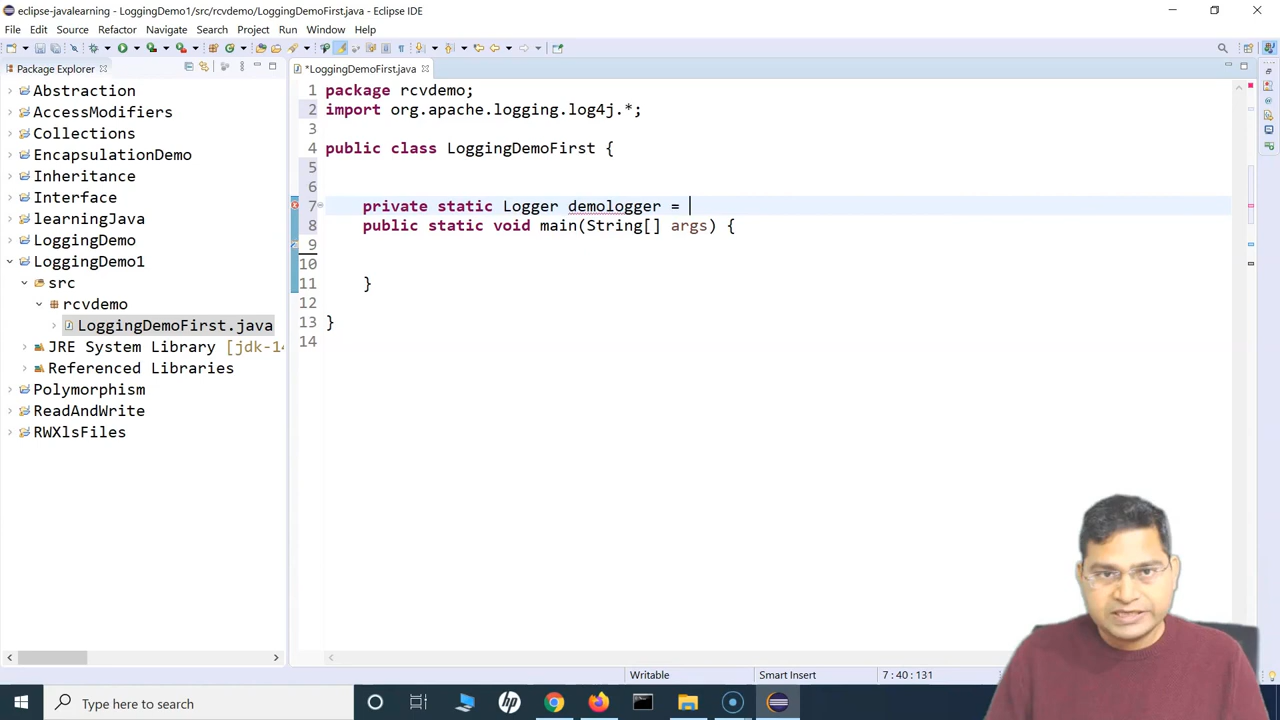 eclipse-javalearning - LoggingDemo1/src/rcvdemo/LoggingDemoFirst.java - Eclipse IDE
File Edit Source Refactor Navigate Search Project Run Window Help
Package Explorer
*LoggingDemoFirst.java
Abstraction
AccessModifiers
Collections
EncapsulationDemo
Inheritance
Interface
learningJava
LoggingDemo
LoggingDemo1
src
rcvdemo
LoggingDemoFirst.java
JRE System Library [jdk-14
Referenced Libraries
Polymorphism
ReadAndWrite
RWXlsFiles
1 package rcvdemo;
2 import org.apache.logging.log4j.*;
3
4 public class LoggingDemoFirst {
5
6
7 private static Logger demologger =
8 public static void main(String[] args) {
9
10
11 }
12
13 }
14
Writable Smart Insert 7 : 40 : 131
Type here to search